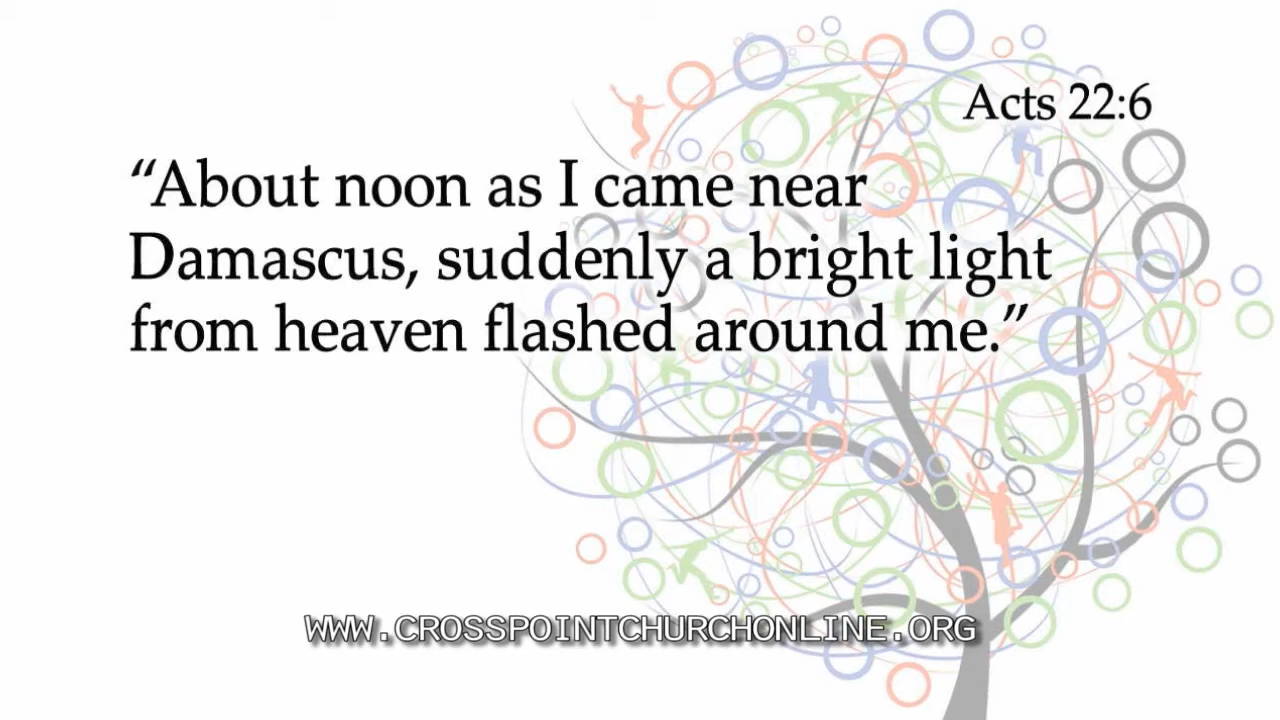 Acts 22:6
“About noon as I came near
Damascus, suddenly a bright light
from heaven flashed around me.”
WWW.CROSSPOINTCHURCHONLINE.ORG